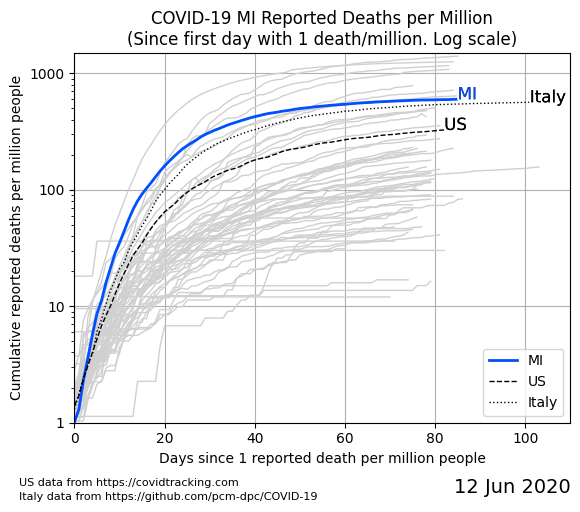 COVID-19 MI Reported Deaths per Million
(Since first day with 1 death/million. Log scale)
Cumulative reported deaths per million people
1000
100
10
1
MI
Italy
US
MI
US
Italy
0 20 40 60 80 100
Days since 1 reported death per million people
US data from https://covidtracking.com
Italy data from https://github.com/pcm-dpc/COVID-19
12 Jun 2020